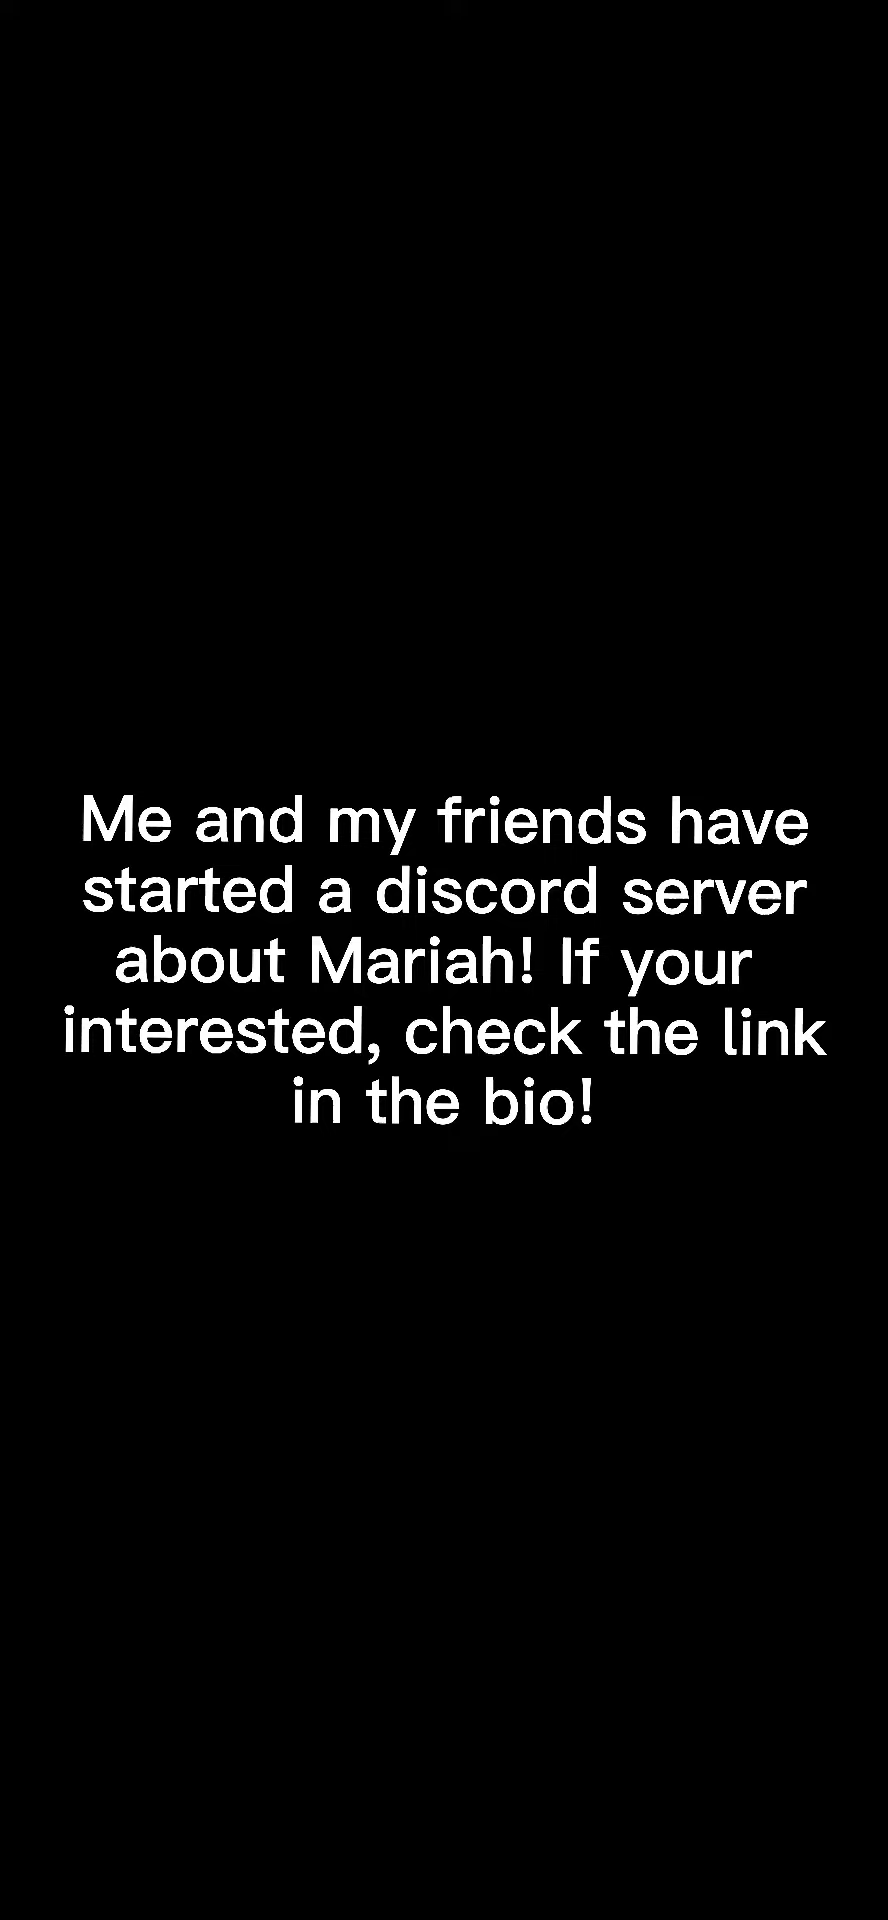 Me and my friends have
started a discord server
about Mariah! If your
interested, check the link
in the bio!